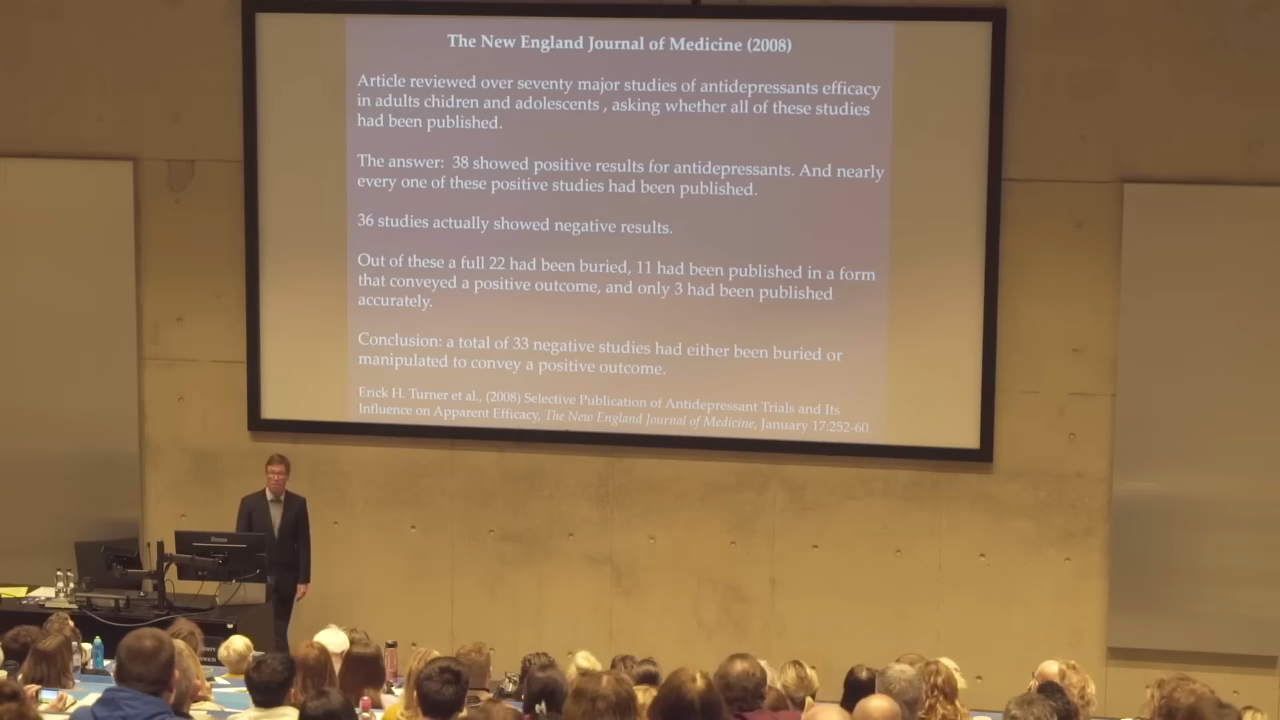 The New England Journal of Medicine (2008)
Article reviewed over seventy major studies of antidepressants efficacy
in adults chidren and adolescents , asking whether all of these studies
had been published.
The answer: 38 showed positive results for antidepressants. And nearly
every one of these positive studies had been published.
36 studies actually showed negative results.
Out of these a full 22 had been buried, 11 had been published in a form
that conveyed a positive outcome, and only 3 had been published
accurately.
Conclusion: a total of 33 negative studies had either been buried or
manipulated to convey a positive outcome.
Erick H. Turner et al., (2008) Selective Publication of Antidepressant Trials and Its
Influence on Apparent Efficacy, The New England Journal of Medicine, January 17:252-60.